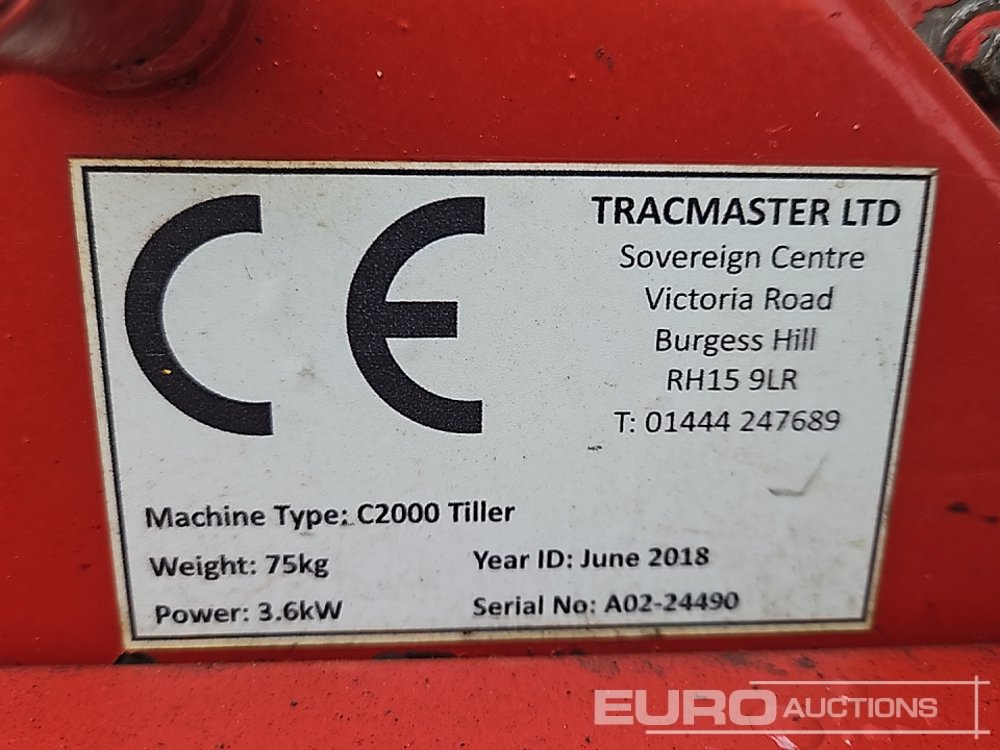 CE
TRACMASTER LTD
Sovereign Centre
Victoria Road
Burgess Hill
RH15 9LR
T: 01444 247689
Machine Type: C2000 Tiller
Weight: 75kg
Year ID: June 2018
Power: 3.6kW
Serial No: A02-24490
EURO AUCTIONS